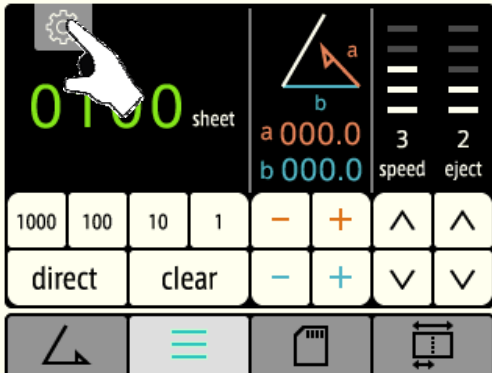 0100 sheet
a
b
a 000.0
b 000.0
3 2
speed eject
1000 100 10 1 − +
direct clear − +